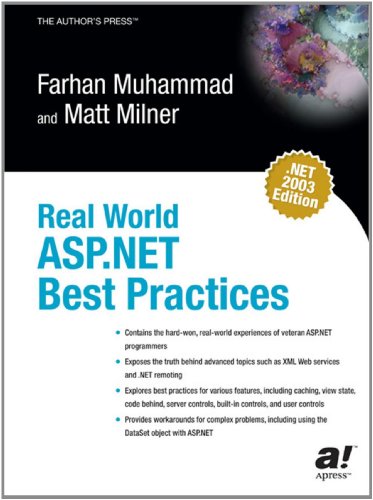 THE AUTHOR'S PRESS™
Farhan Muhammad
and Matt Milner
.NET
2003
Edition
Real World
ASP.NET
Best Practices
• Contains the hard-won, real-world experiences of veteran ASP.NET
programmers
• Exposes the truth behind advanced topics such as XML Web services
and .NET remoting
• Explores best practices for various features, including caching, view state,
code behind, server controls, built-in controls, and user controls
• Provides workarounds for complex problems, including using the
DataSet object with ASP.NET
a!
Apress™